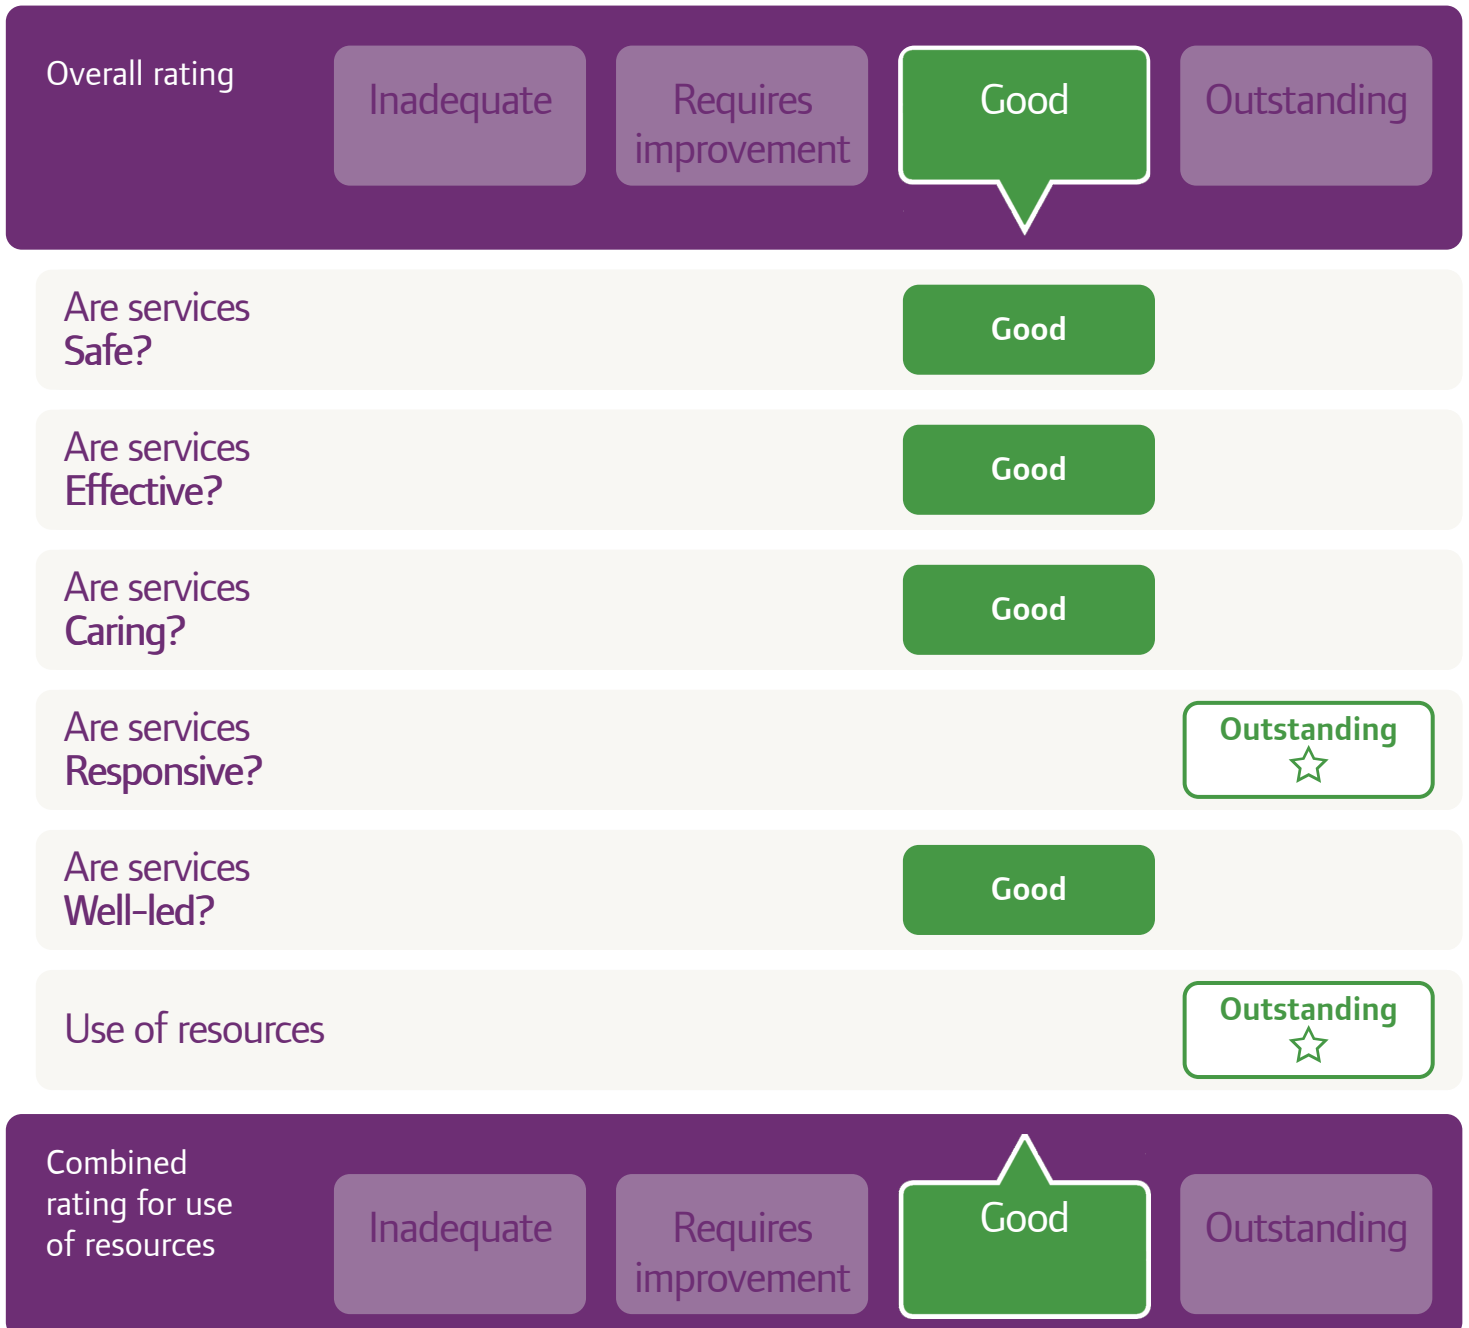 Overall rating
Inadequate
Requires
improvement
Good
Outstanding
Are services
Safe?
Good
Are services
Effective?
Good
Are services
Caring?
Good
Are services
Responsive?
Outstanding
Are services
Well-led?
Good
Use of resources
Outstanding
Combined
rating for use
of resources
Inadequate
Requires
improvement
Good
Outstanding